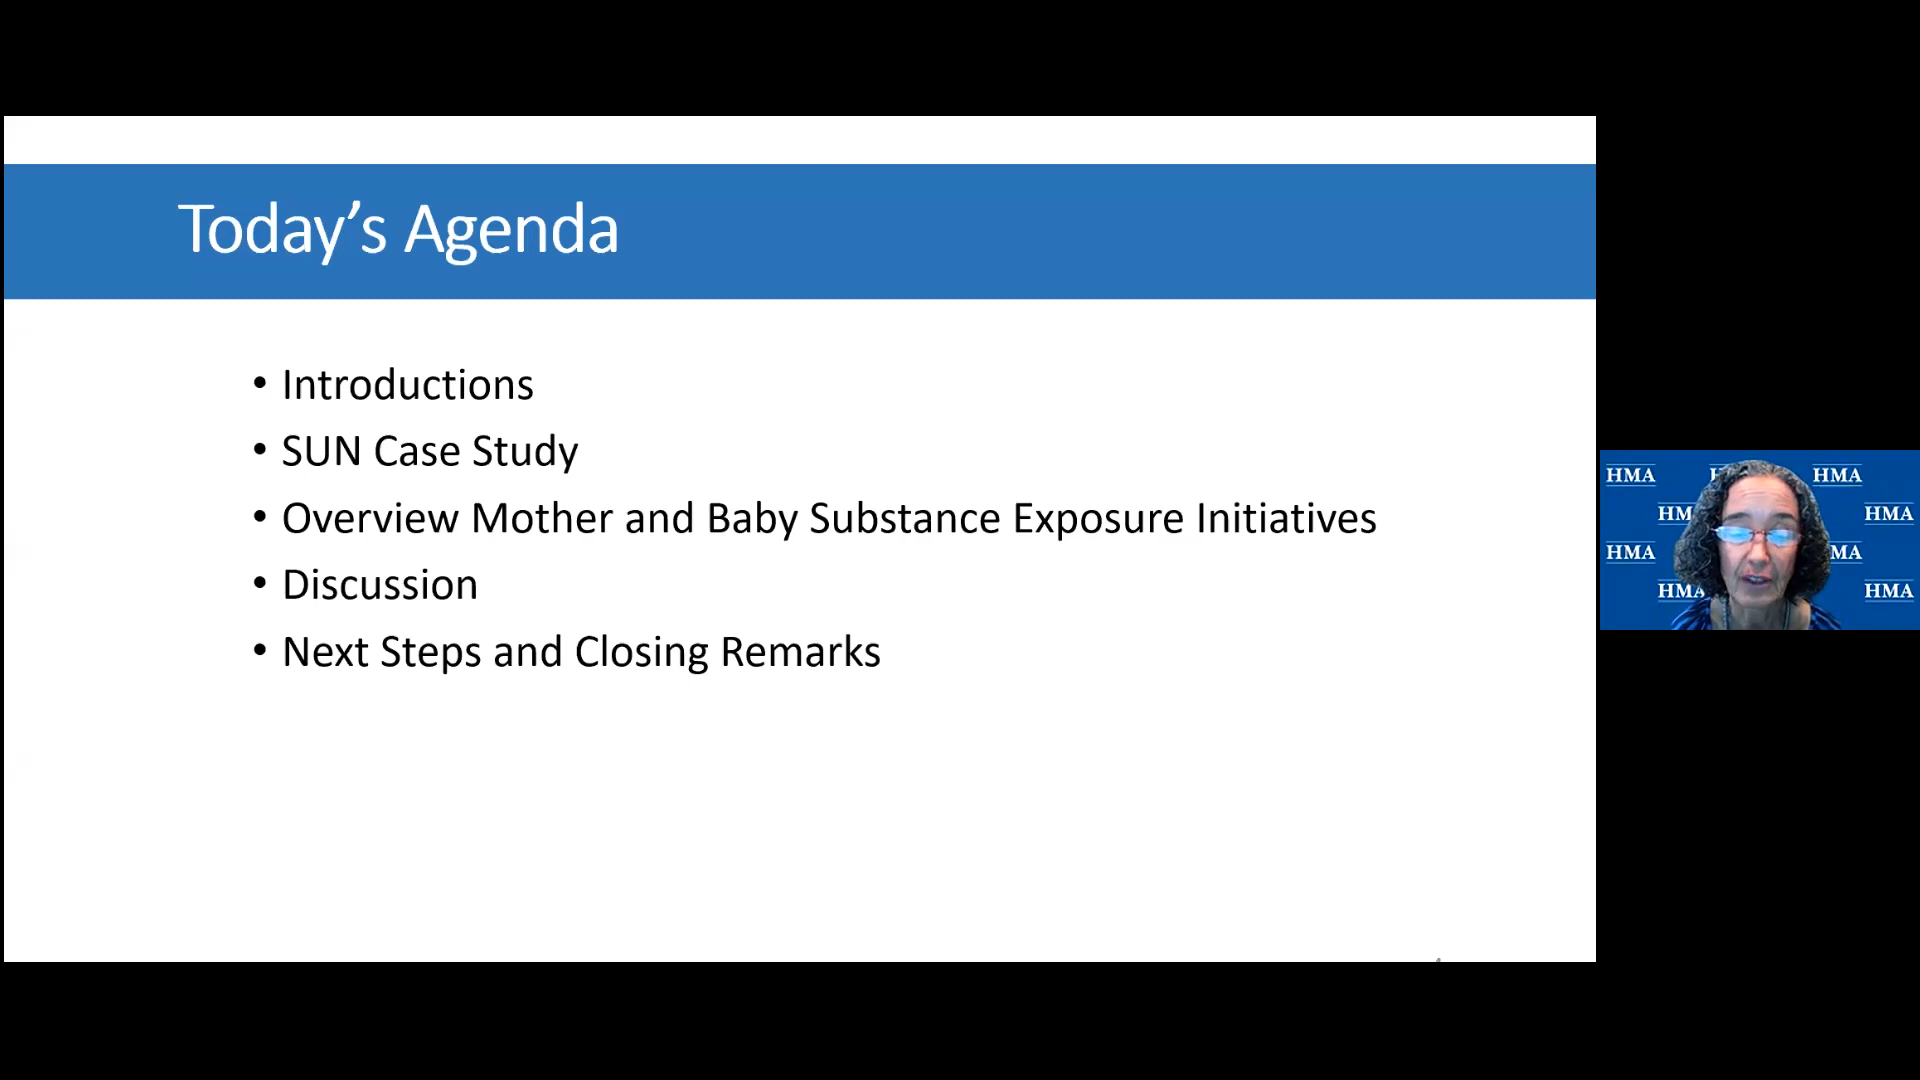 Today’s Agenda
• Introductions
• SUN Case Study
• Overview Mother and Baby Substance Exposure Initiatives
• Discussion
• Next Steps and Closing Remarks
HMA HMA
HMA
HMA
HMA HMA